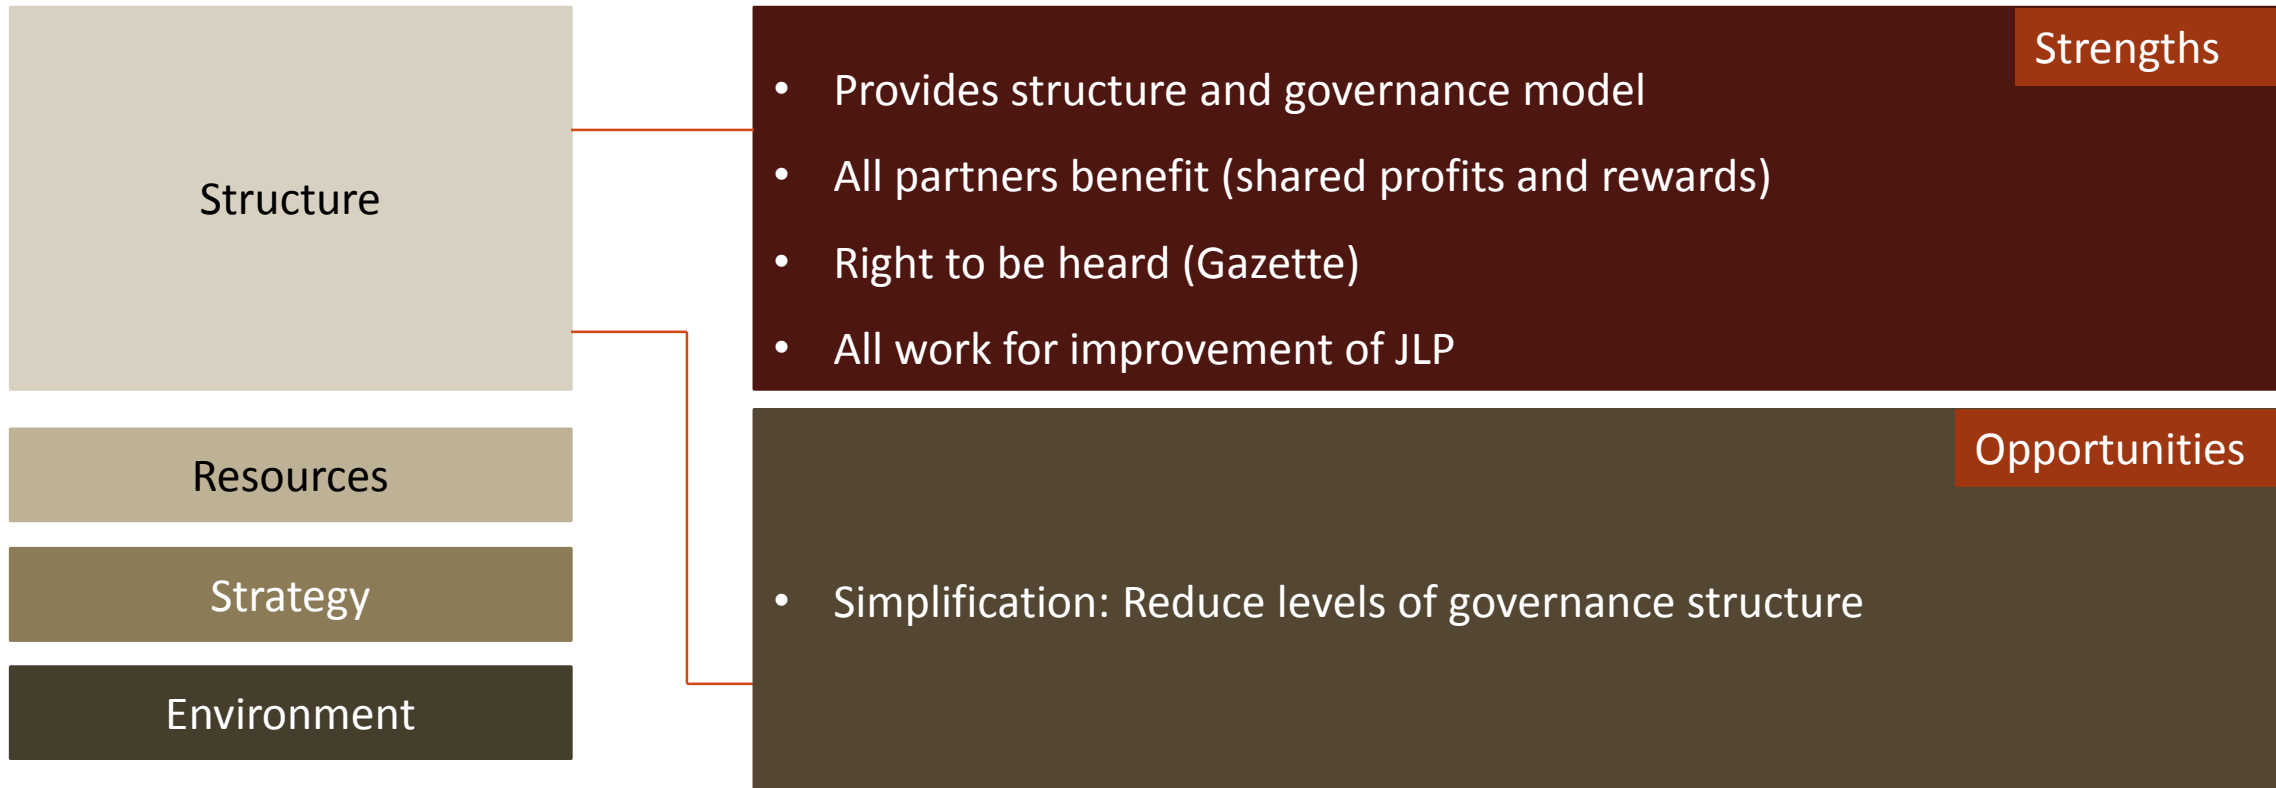 Structure
Resources
Strategy
Environment
Strengths
• Provides structure and governance model
• All partners benefit (shared profits and rewards)
• Right to be heard (Gazette)
• All work for improvement of JLP
Opportunities
• Simplification: Reduce levels of governance structure